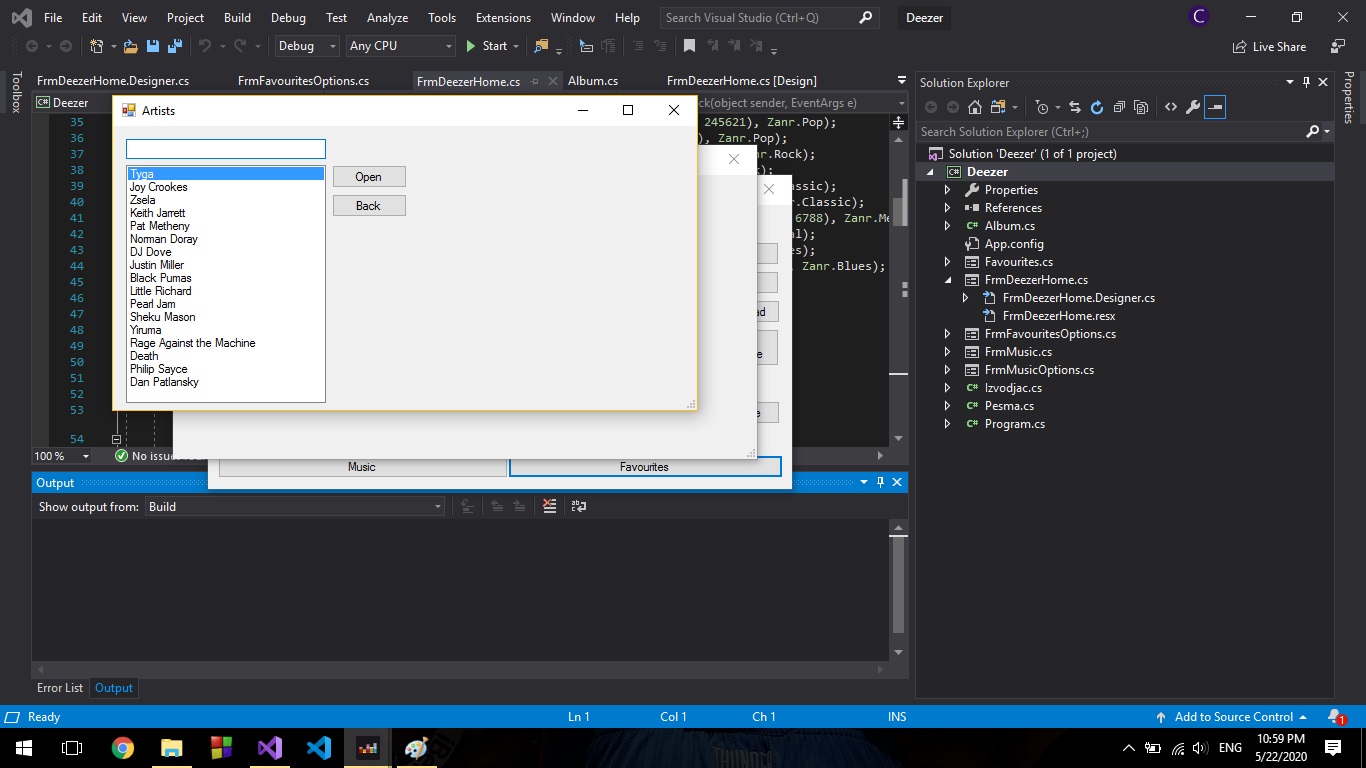 File Edit View Project Build Debug Test Analyze Tools Extensions Window Help Search Visual Studio (Ctrl+Q) Deezer C
Debug Any CPU Start Live Share
Toolbox
FrmDeezerHome.Designer.cs FrmFavouritesOptions.cs FrmDeezerHome.cs Album.cs FrmDeezerHome.cs [Design]
C# Deezer ck(object sender, EventArgs e)
Artists
35 245621), Zanr.Pop);
36 ), Zanr.Pop);
37 nr.Rock);
38 );
39 assic);
40 .Classic);
41 6788), Zanr.Me
42 al);
43 es);
44 , Zanr.Blues);
45
46
47
48
49
50
51
52
53
54
Tyga
Joy Crookes
Zsela
Keith Jarrett
Pat Metheny
Norman Doray
DJ Dove
Justin Miller
Black Pumas
Little Richard
Pearl Jam
Sheku Mason
Yiruma
Rage Against the Machine
Death
Philip Sayce
Dan Patlansky
Open
Back
ad
e
e
100 % No issu
Music Favourites
Output
Show output from: Build
Error List Output
Solution Explorer
Search Solution Explorer (Ctrl+;)
Solution 'Deezer' (1 of 1 project)
C# Deezer
Properties
References
C# Album.cs
App.config
Favourites.cs
FrmDeezerHome.cs
FrmDeezerHome.Designer.cs
FrmDeezerHome.resx
FrmFavouritesOptions.cs
FrmMusic.cs
FrmMusicOptions.cs
C# Izvodjac.cs
C# Pesma.cs
C# Program.cs
Properties
Ready Ln 1 Col 1 Ch 1 INS Add to Source Control 1
ENG 10:59 PM
5/22/2020
THUNDER